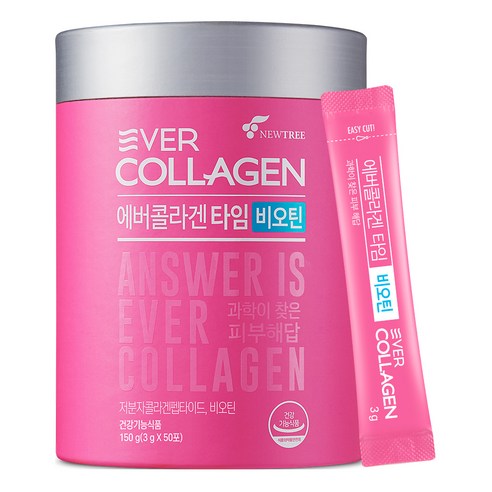 EVER
COLLAGEN
NEWTREE
에버콜라겐 타임 비오틴
ANSWER IS
EVER
COLLAGEN
과학이 찾은
피부해답
저분자콜라겐펩타이드, 비오틴
건강기능식품
150 g(3 g X 50포)
건강
기능식품
EASY CUT!
에버콜라겐 타임 비오틴
과학이 찾은 피부 해답
EVER
COLLAGEN
3 g